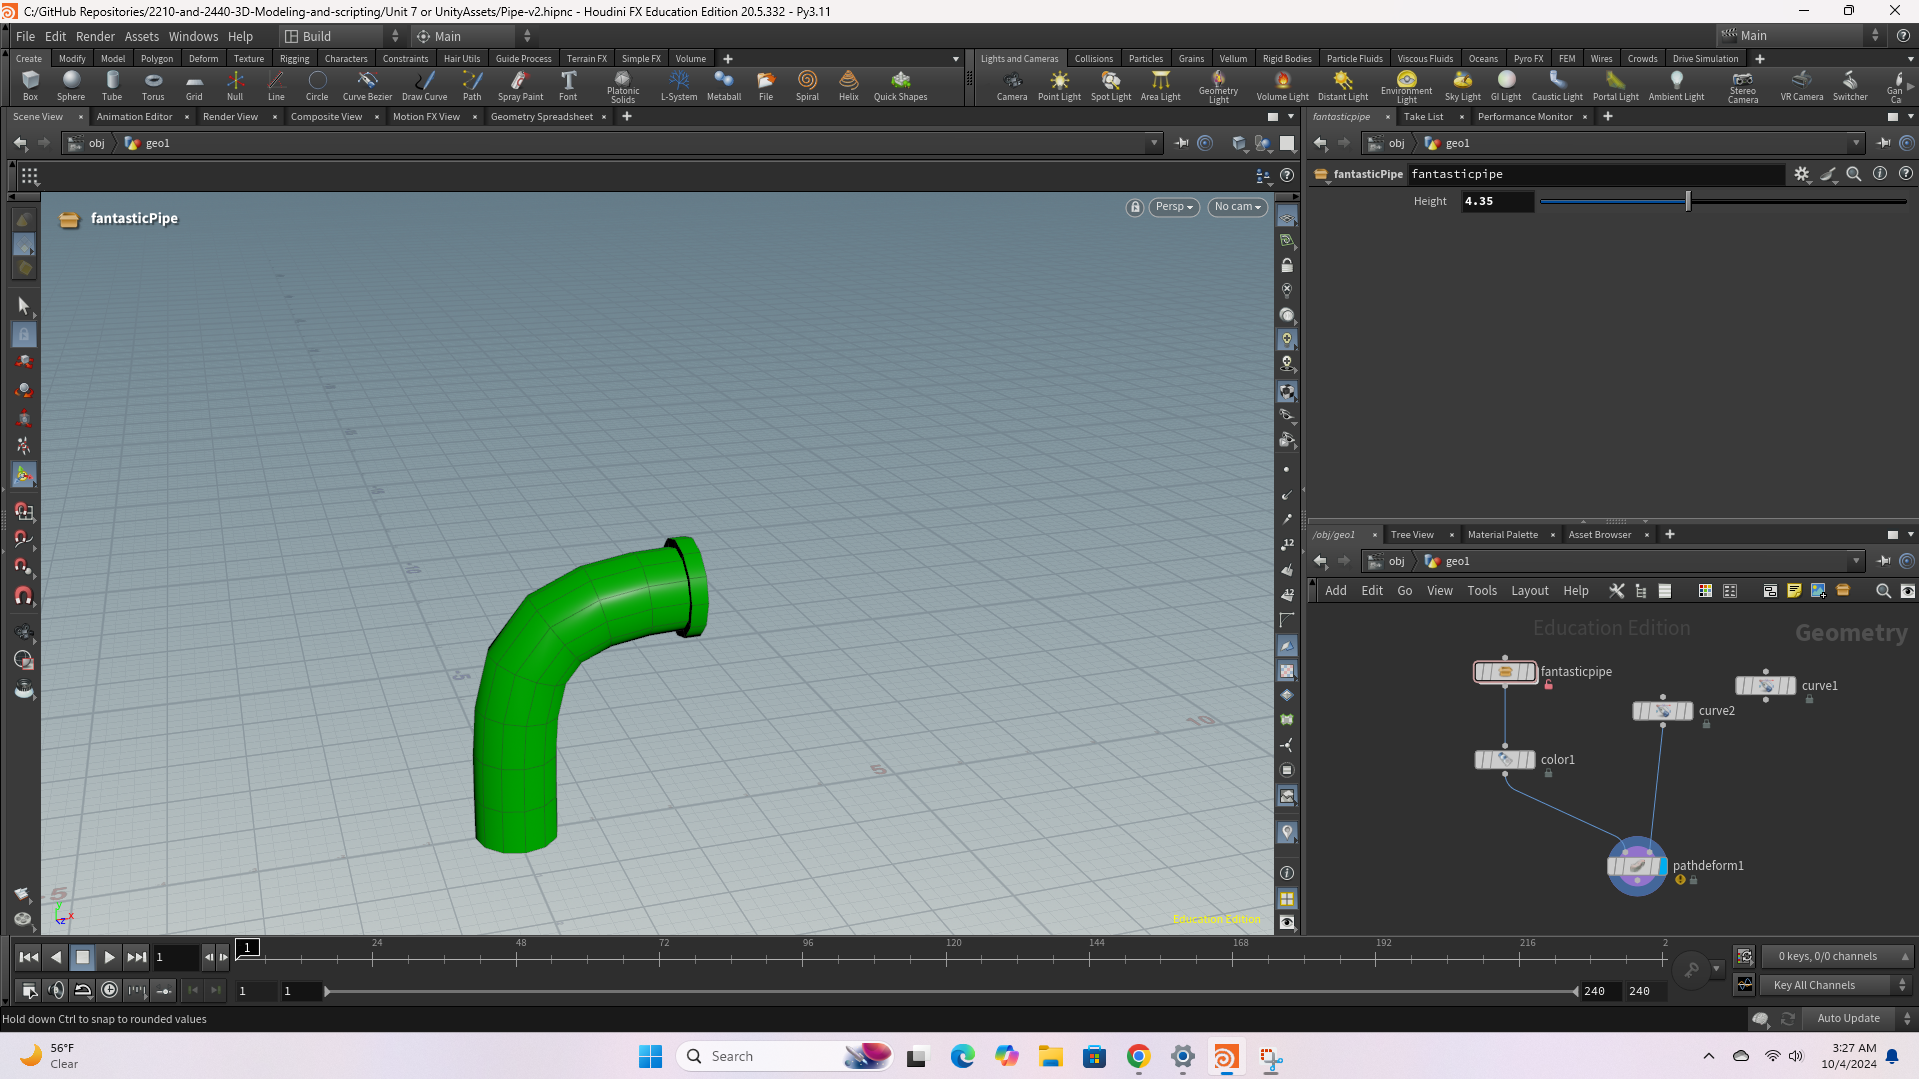 C:/GitHub Repositories/2210-and-2440-3D-Modeling-and-scripting/Unit 7 or UnityAssets/Pipe-v2.hipnc - Houdini FX Education Edition 20.5.332 - Py3.11
File Edit Render Assets Windows Help Build Main Main
Create Modify Model Polygon Deform Texture Rigging Characters Constraints Hair Utils Guide Process Terrain FX Simple FX Volume
Lights and Cameras Collisions Particles Grains Vellum Rigid Bodies Particle Fluids Viscous Fluids Oceans Pyro FX FEM Wires Crowds Drive Simulation
Box Sphere Tube Torus Grid Null Line Circle Curve Bezier Draw Curve Path Spray Paint Font Platonic Solids L-System Metaball File Spiral Helix Quick Shapes
Camera Point Light Spot Light Area Light Geometry Light Volume Light Distant Light Environment Light Sky Light GI Light Caustic Light Portal Light Ambient Light Stereo Camera VR Camera Switcher Gan Ca
Scene View Animation Editor Render View Composite View Motion FX View Geometry Spreadsheet
fantasticpipe Take List Performance Monitor
obj geo1
obj geo1
fantasticPipe fantasticpipe
Height 4.35
fantasticPipe
Persp No cam
12
12
10
5
5
5
Education Edition
/obj/geo1 Tree View Material Palette Asset Browser
obj geo1
Add Edit Go View Tools Layout Help
Education Edition Geometry
fantasticpipe
curve1
curve2
color1
pathdeform1
y
x
z
1 1 24 48 72 96 120 144 168 192 216 2
0 keys, 0/0 channels
1 1 240 240
Key All Channels
Hold down Ctrl to snap to rounded values
Auto Update
56°F
Clear
Search
3:27 AM
10/4/2024